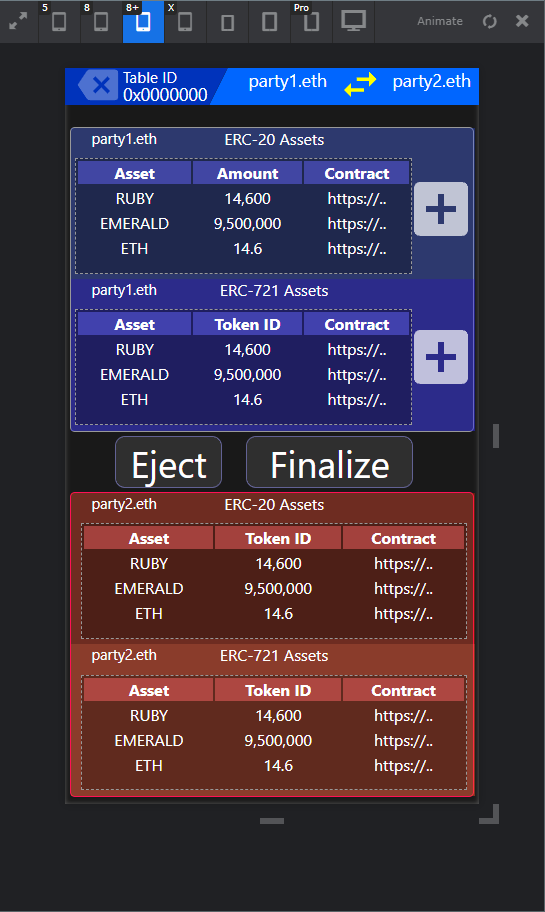 5 8 8+ X Pro Animate
Table ID
0x0000000
party1.eth party2.eth
party1.eth ERC-20 Assets
Asset Amount Contract
RUBY 14,600 https://..
EMERALD 9,500,000 https://..
ETH 14.6 https://..
party1.eth ERC-721 Assets
Asset Token ID Contract
RUBY 14,600 https://..
EMERALD 9,500,000 https://..
ETH 14.6 https://..
Eject Finalize
party2.eth ERC-20 Assets
Asset Token ID Contract
RUBY 14,600 https://..
EMERALD 9,500,000 https://..
ETH 14.6 https://..
party2.eth ERC-721 Assets
Asset Token ID Contract
RUBY 14,600 https://..
EMERALD 9,500,000 https://..
ETH 14.6 https://..